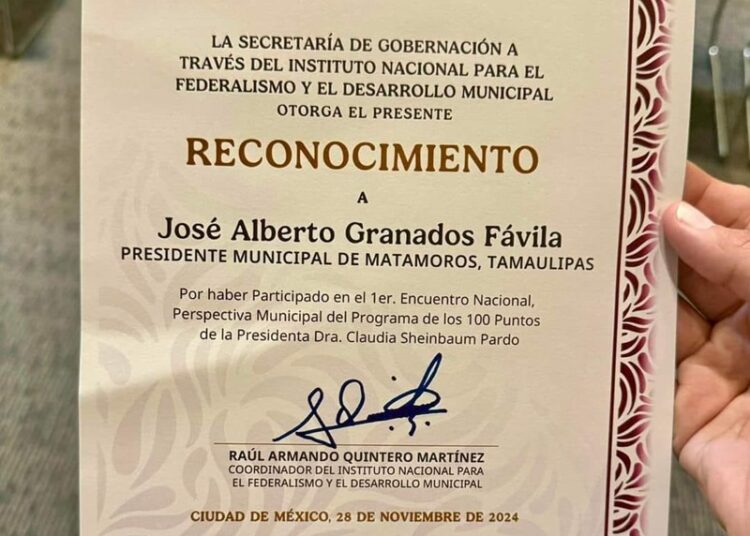 LA SECRETARÍA DE GOBERNACIÓN A
TRAVÉS DEL INSTITUTO NACIONAL PARA EL
FEDERALISMO Y EL DESARROLLO MUNICIPAL
OTORGA EL PRESENTE
RECONOCIMIENTO
A
José Alberto Granados Fávila
PRESIDENTE MUNICIPAL DE MATAMOROS, TAMAULIPAS
Por haber Participado en el 1er. Encuentro Nacional,
Perspectiva Municipal del Programa de los 100 Puntos
de la Presidenta Dra. Claudia Sheinbaum Pardo
RAÚL ARMANDO QUINTERO MARTÍNEZ
COORDINADOR DEL INSTITUTO NACIONAL PARA
EL FEDERALISMO Y EL DESARROLLO MUNICIPAL
CIUDAD DE MÉXICO, 28 DE NOVIEMBRE DE 2024